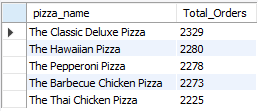 pizza_name Total_Orders
The Classic Deluxe Pizza 2329
The Hawaiian Pizza 2280
The Pepperoni Pizza 2278
The Barbecue Chicken Pizza 2273
The Thai Chicken Pizza 2225